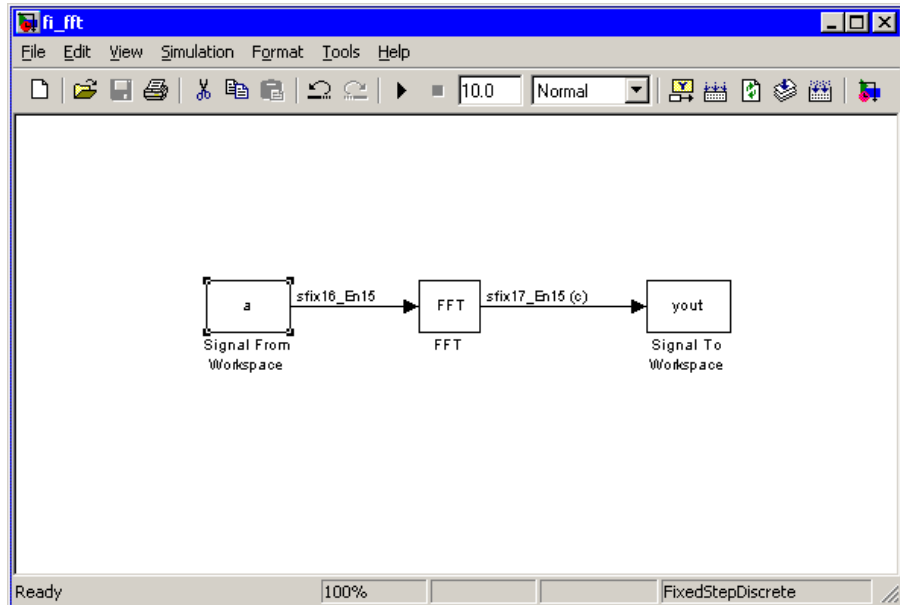 fi_fft
File Edit View Simulation Format Tools Help
10.0 Normal
a
sfix16_En15
FFT
sfix17_En15 (c)
yout
Signal From
Workspace
FFT
Signal To
Workspace
Ready 100% FixedStepDiscrete